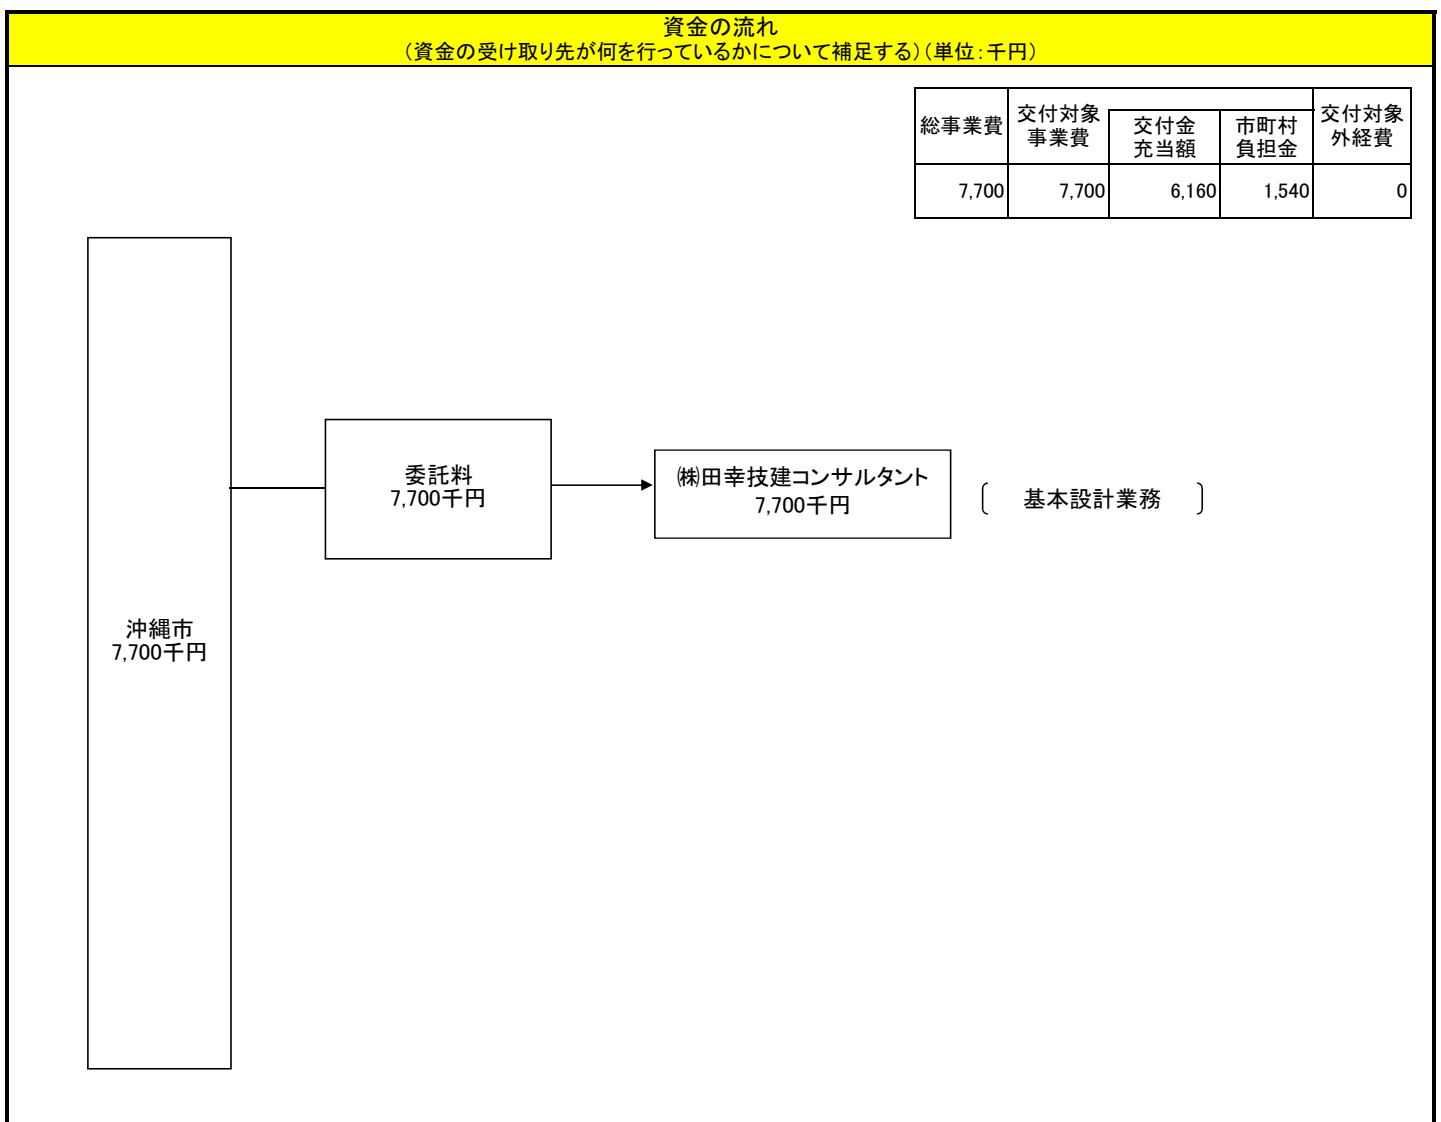 資金の流れ
（資金の受け取り先が何を行っているかについて補足する）（単位：千円）
総事業費
交付対象
事業費
交付金
充当額
市町村
負担金
交付対象
外経費
7,700
7,700
6,160
1,540
0
委託料
7,700千円
㈱田幸技建コンサルタント
7,700千円
〔 基本設計業務 〕
沖縄市
7,700千円